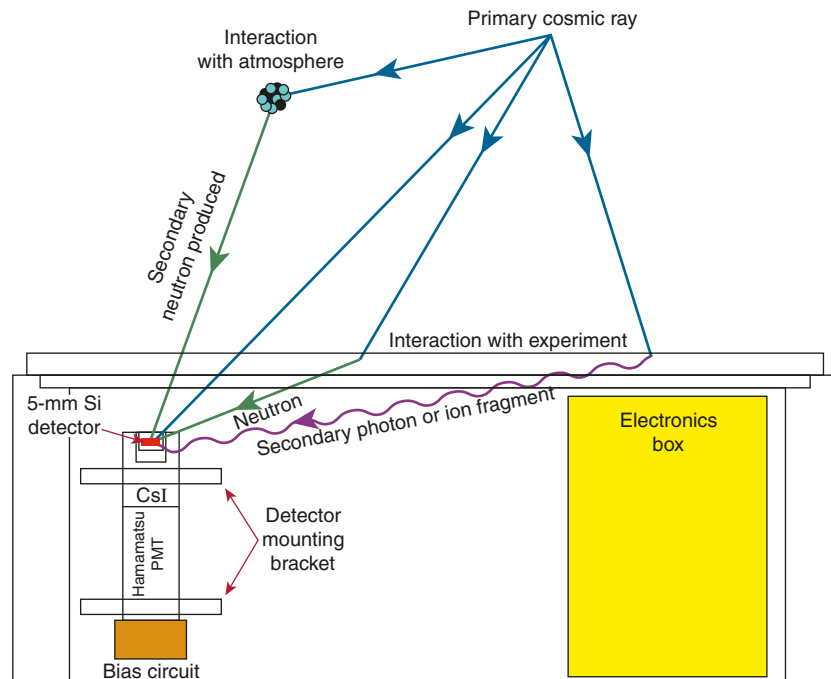 Primary cosmic ray
Interaction
with atmosphere
Secondary
neutron produced
Interaction with experiment
5-mm Si
detector
Neutron
Secondary photon or ion fragment
Electronics
box
CsI
Hamamatsu
PMT
Detector
mounting
bracket
Bias circuit